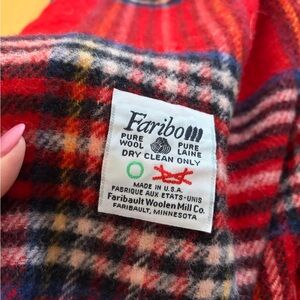 Faribo
PURE WOOL PURE LAINE
DRY CLEAN ONLY
MADE IN U.S.A.
FABRIQUE AUX ETATS-UNIS
Faribault Woolen Mill Co.
FARIBAULT, MINNESOTA